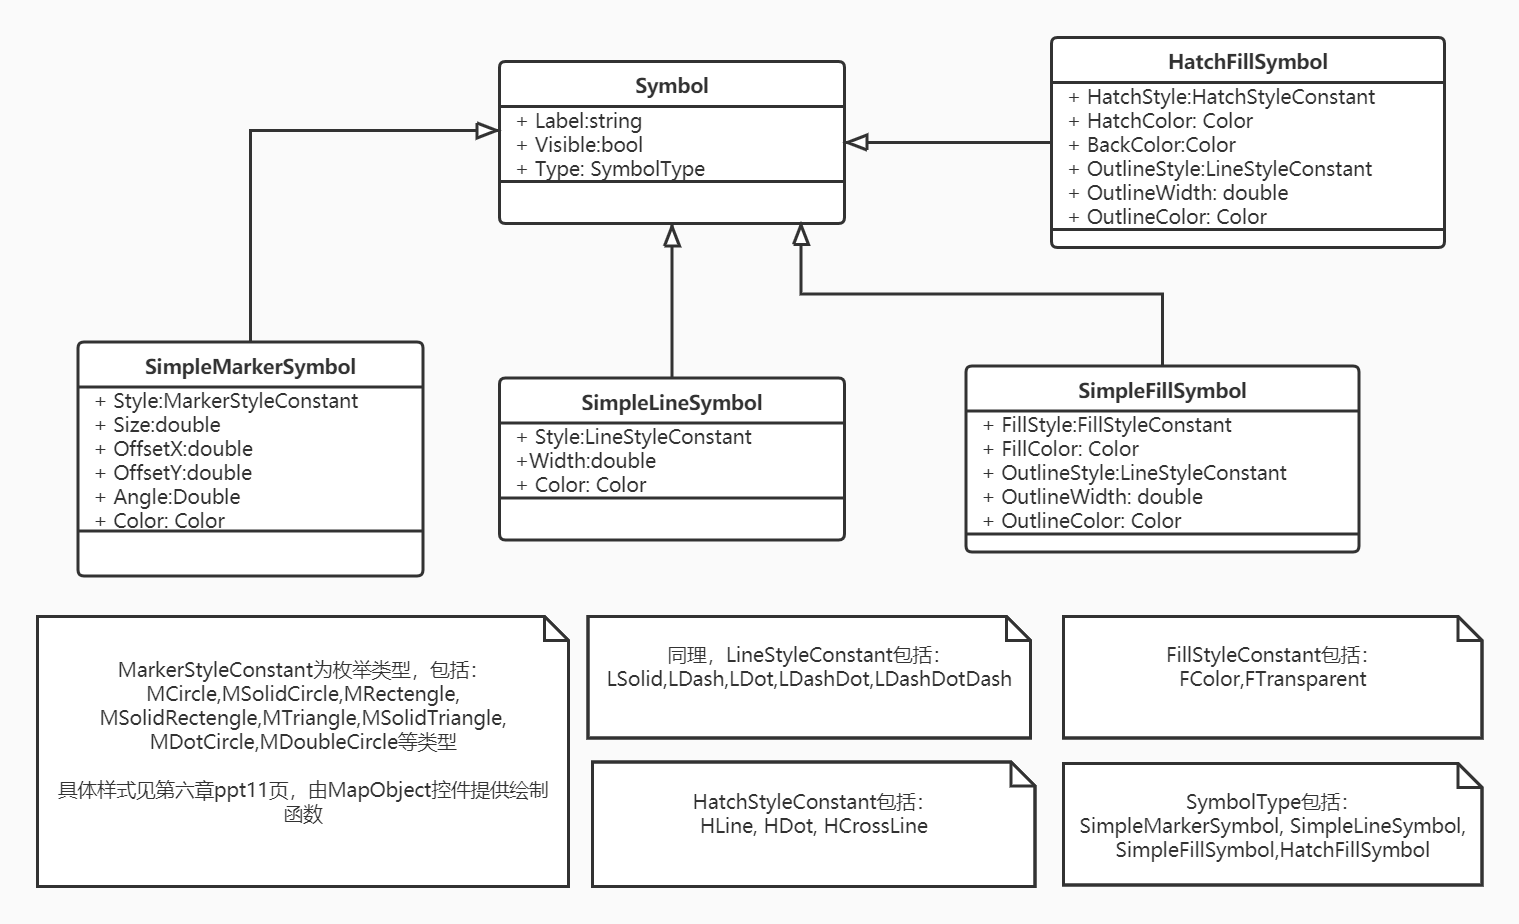 Symbol
+ Label:string
+ Visible:bool
+ Type: SymbolType
HatchFillSymbol
+ HatchStyle:HatchStyleConstant
+ HatchColor: Color
+ BackColor:Color
+ OutlineStyle:LineStyleConstant
+ OutlineWidth: double
+ OutlineColor: Color
SimpleMarkerSymbol
+ Style:MarkerStyleConstant
+ Size:double
+ OffsetX:double
+ OffsetY:double
+ Angle:Double
+ Color: Color
SimpleLineSymbol
+ Style:LineStyleConstant
+Width:double
+ Color: Color
SimpleFillSymbol
+ FillStyle:FillStyleConstant
+ FillColor: Color
+ OutlineStyle:LineStyleConstant
+ OutlineWidth: double
+ OutlineColor: Color
MarkerStyleConstant为枚举类型，包括：
MCircle,MSolidCircle,MRectengle,
MSolidRectengle,MTriangle,MSolidTriangle,
MDotCircle,MDoubleCircle等类型
具体样式见第六章ppt11页，由MapObject控件提供绘制
函数
同理，LineStyleConstant包括：
LSolid,LDash,LDot,LDashDot,LDashDotDash
FillStyleConstant包括：
FColor,FTransparent
HatchStyleConstant包括：
HLine, HDot, HCrossLine
SymbolType包括：
SimpleMarkerSymbol, SimpleLineSymbol,
SimpleFillSymbol,HatchFillSymbol